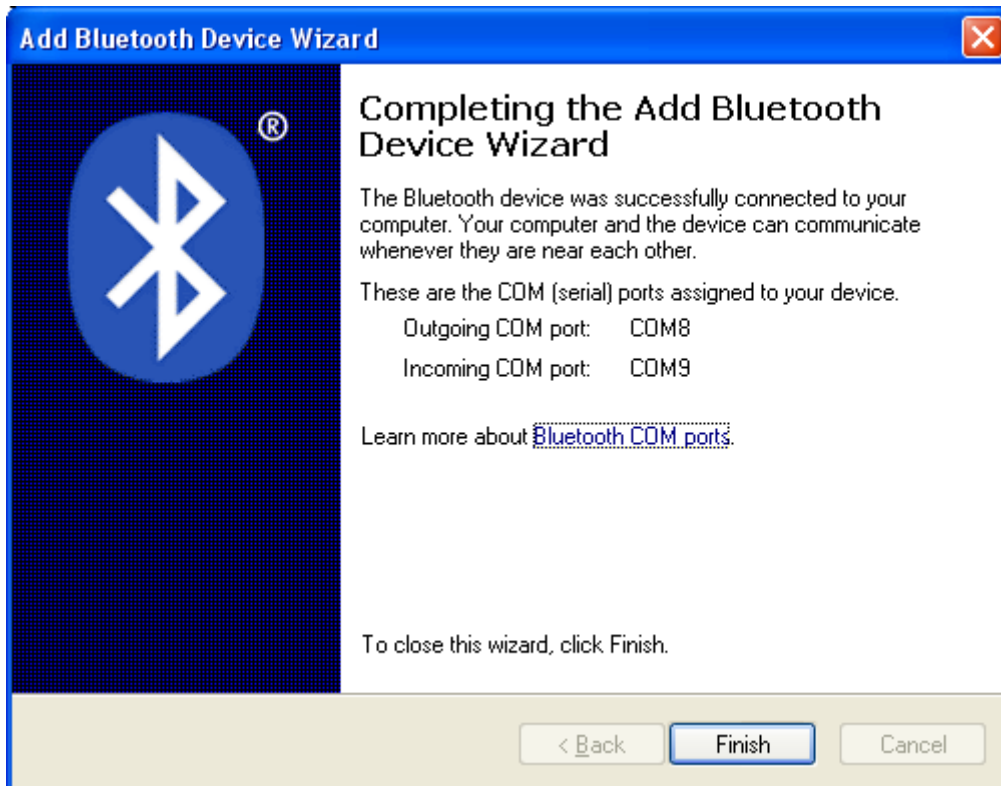 Add Bluetooth Device Wizard
®
Completing the Add Bluetooth
Device Wizard
The Bluetooth device was successfully connected to your
computer. Your computer and the device can communicate
whenever they are near each other.
These are the COM (serial) ports assigned to your device.
Outgoing COM port: COM8
Incoming COM port: COM9
Learn more about Bluetooth COM ports.
To close this wizard, click Finish.
< Back Finish Cancel